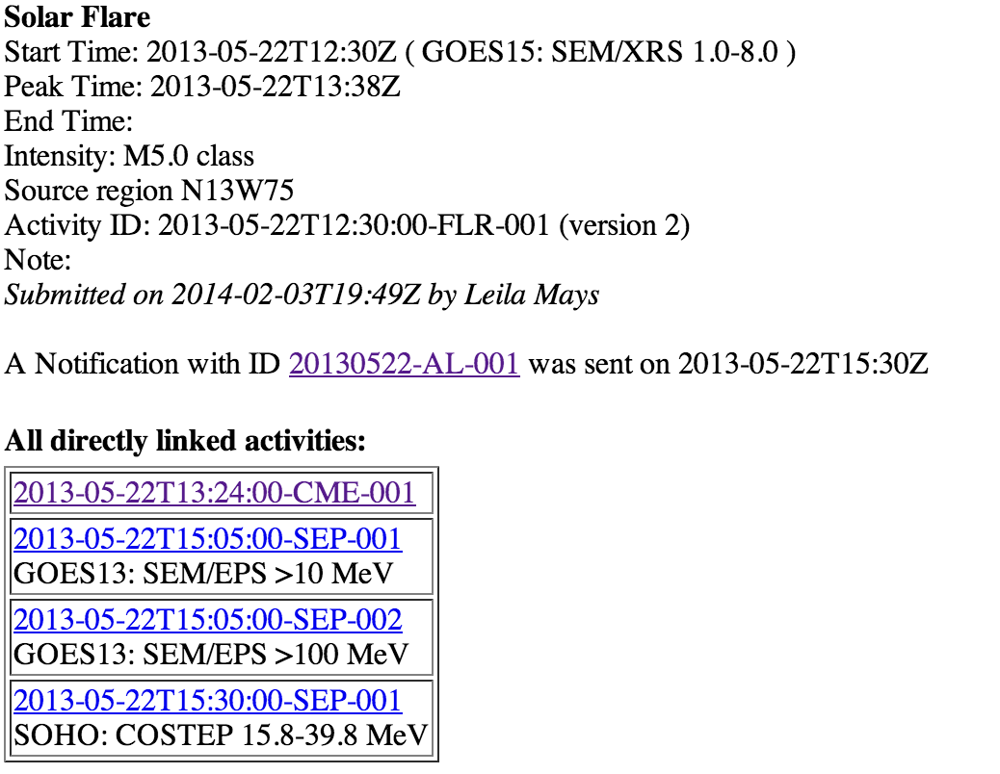 Solar Flare
Start Time: 2013-05-22T12:30Z ( GOES15: SEM/XRS 1.0-8.0 )
Peak Time: 2013-05-22T13:38Z
End Time:
Intensity: M5.0 class
Source region N13W75
Activity ID: 2013-05-22T12:30:00-FLR-001 (version 2)
Note:
Submitted on 2014-02-03T19:49Z by Leila Mays
A Notification with ID 20130522-AL-001 was sent on 2013-05-22T15:30Z
All directly linked activities:
2013-05-22T13:24:00-CME-001
2013-05-22T15:05:00-SEP-001
GOES13: SEM/EPS >10 MeV
2013-05-22T15:05:00-SEP-002
GOES13: SEM/EPS >100 MeV
2013-05-22T15:30:00-SEP-001
SOHO: COSTEP 15.8-39.8 MeV